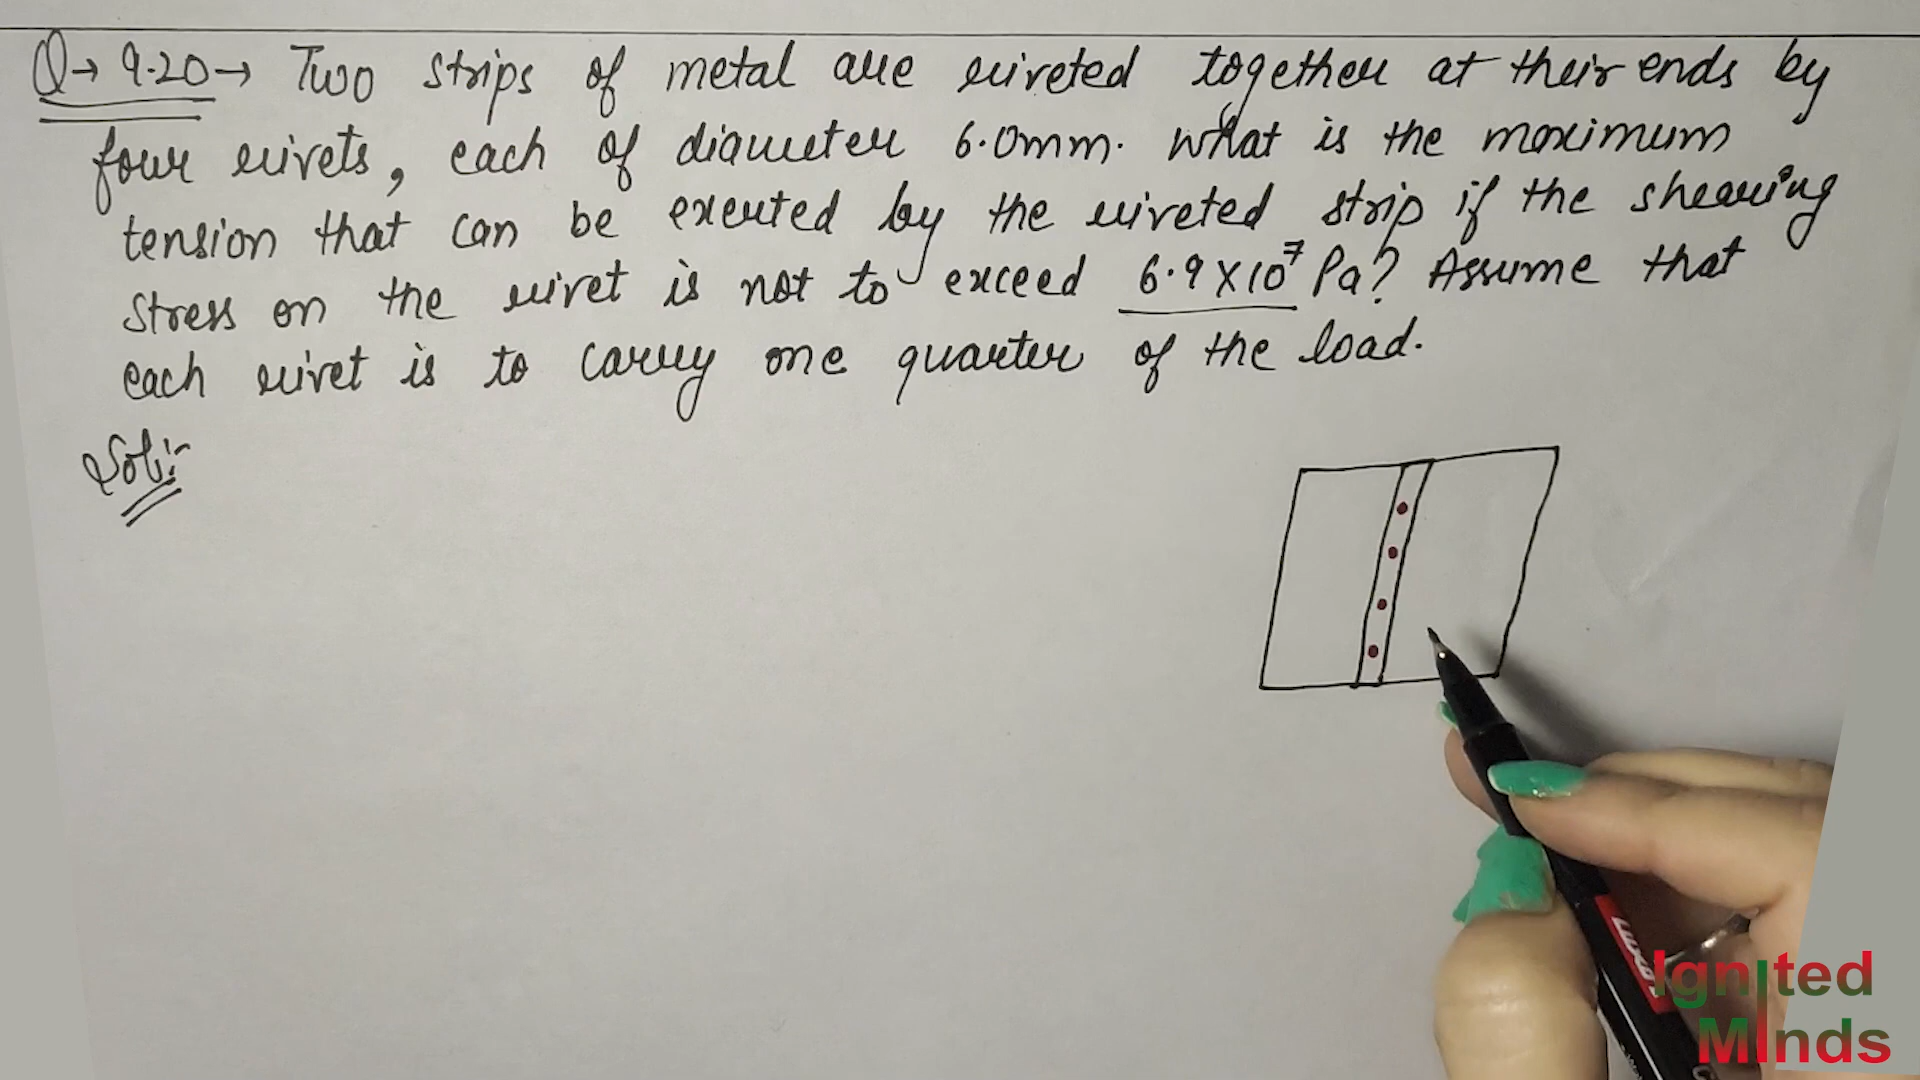 Q→ 9.20→ Two strips of metal are riveted together at their ends by
four rivets, each of diameter 6.0mm. What is the maximum
tension that can be exerted by the riveted strip if the shearing
stress on the rivet is not to exceed 6.9×10⁷ Pa? Assume that
each rivet is to carry one quarter of the load.
Sol:-
Ignited
Minds